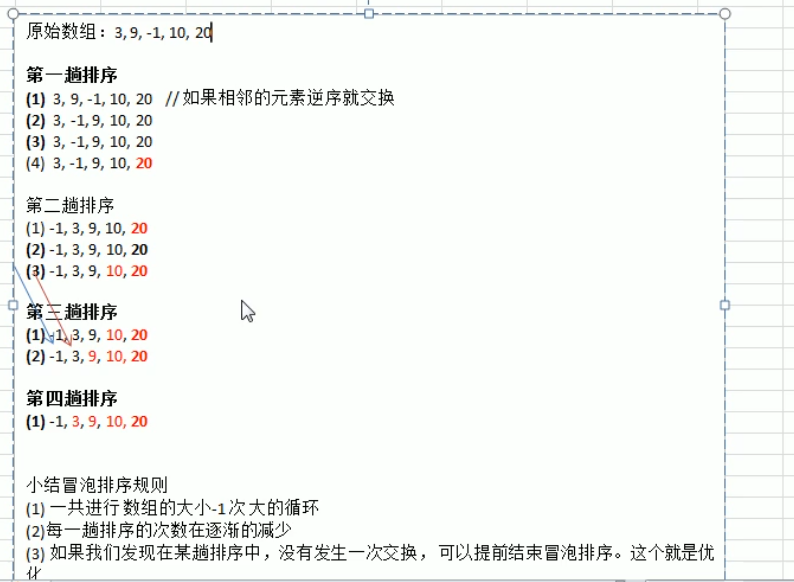 原始数组：3, 9, -1, 10, 20
第一趟排序
(1) 3, 9, -1, 10, 20 // 如果相邻的元素逆序就交换
(2) 3, -1, 9, 10, 20
(3) 3, -1, 9, 10, 20
(4) 3, -1, 9, 10, 20
第二趟排序
(1) -1, 3, 9, 10, 20
(2) -1, 3, 9, 10, 20
(3) -1, 3, 9, 10, 20
第三趟排序
(1) -1, 3, 9, 10, 20
(2) -1, 3, 9, 10, 20
第四趟排序
(1) -1, 3, 9, 10, 20
小结冒泡排序规则
(1) 一共进行 数组的大小-1 次 大的循环
(2)每一趟排序的次数在逐渐的减少
(3) 如果我们发现在某趟排序中，没有发生一次交换， 可以提前结束冒泡排序。这个就是优
化